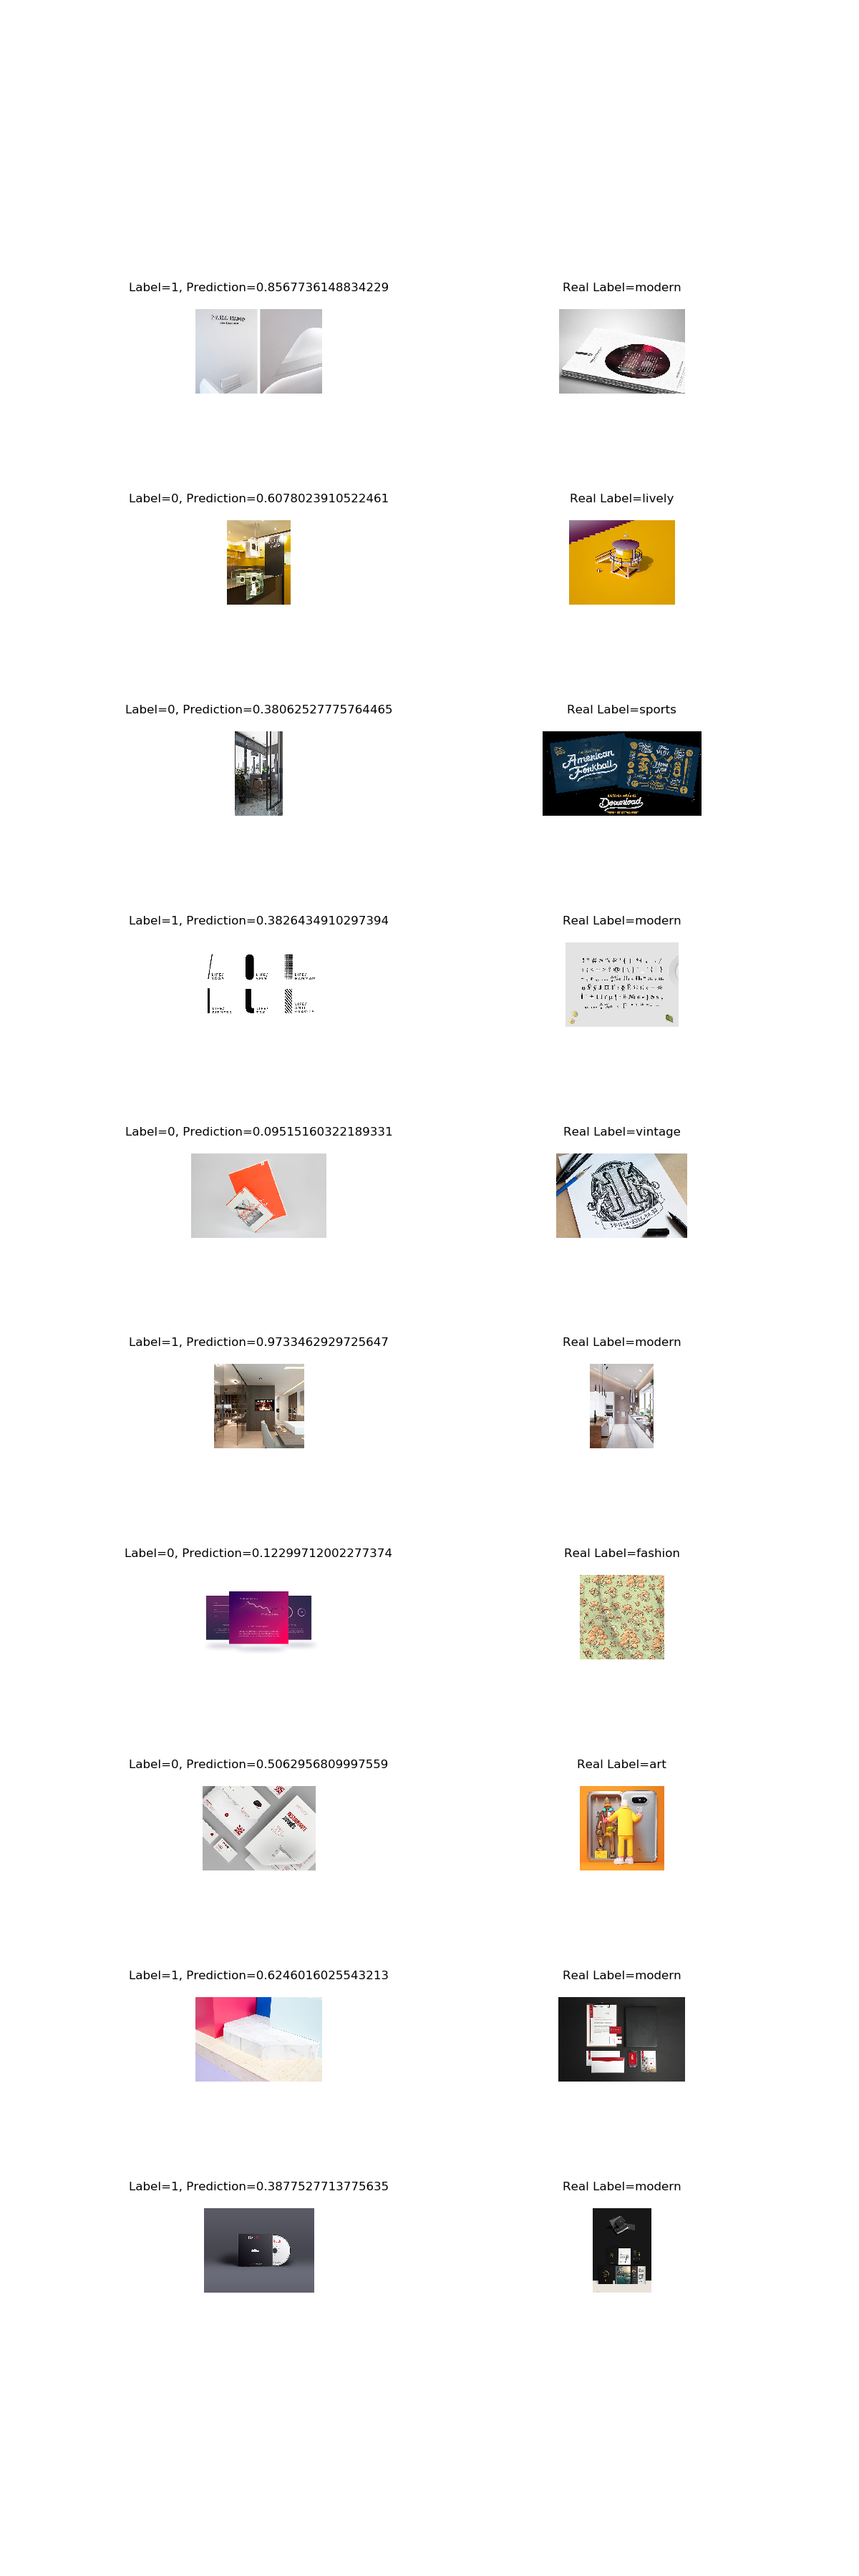 Label=1, Prediction=0.8567736148834229
Real Label=modern
Label=0, Prediction=0.6078023910522461
Real Label=lively
Label=0, Prediction=0.38062527775764465
Real Label=sports
American
Download
Label=1, Prediction=0.3826434910297394
Real Label=modern
Label=0, Prediction=0.09515160322189331
Real Label=vintage
Label=1, Prediction=0.9733462929725647
Real Label=modern
Label=0, Prediction=0.12299712002277374
Real Label=fashion
Label=0, Prediction=0.5062956809997559
Real Label=art
Label=1, Prediction=0.6246016025543213
Real Label=modern
Label=1, Prediction=0.3877527713775635
Real Label=modern